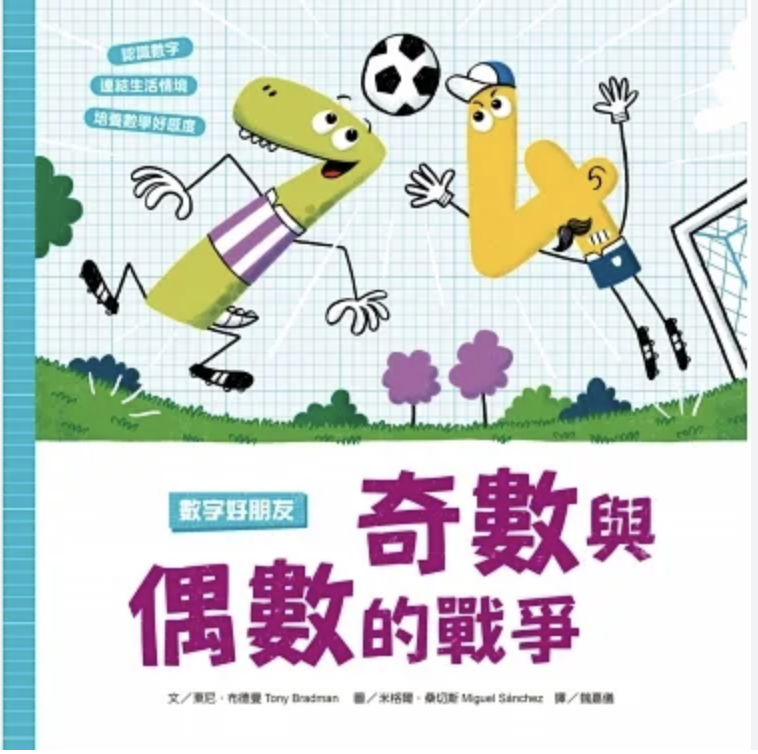 認識數字
連結生活情境
培養數學好感度
數字好朋友
奇數與
偶數的戰爭
文／東尼・布德曼 Tony Bradman 圖／米格爾・桑切斯 Miguel Sánchez 譯／魏嘉儀